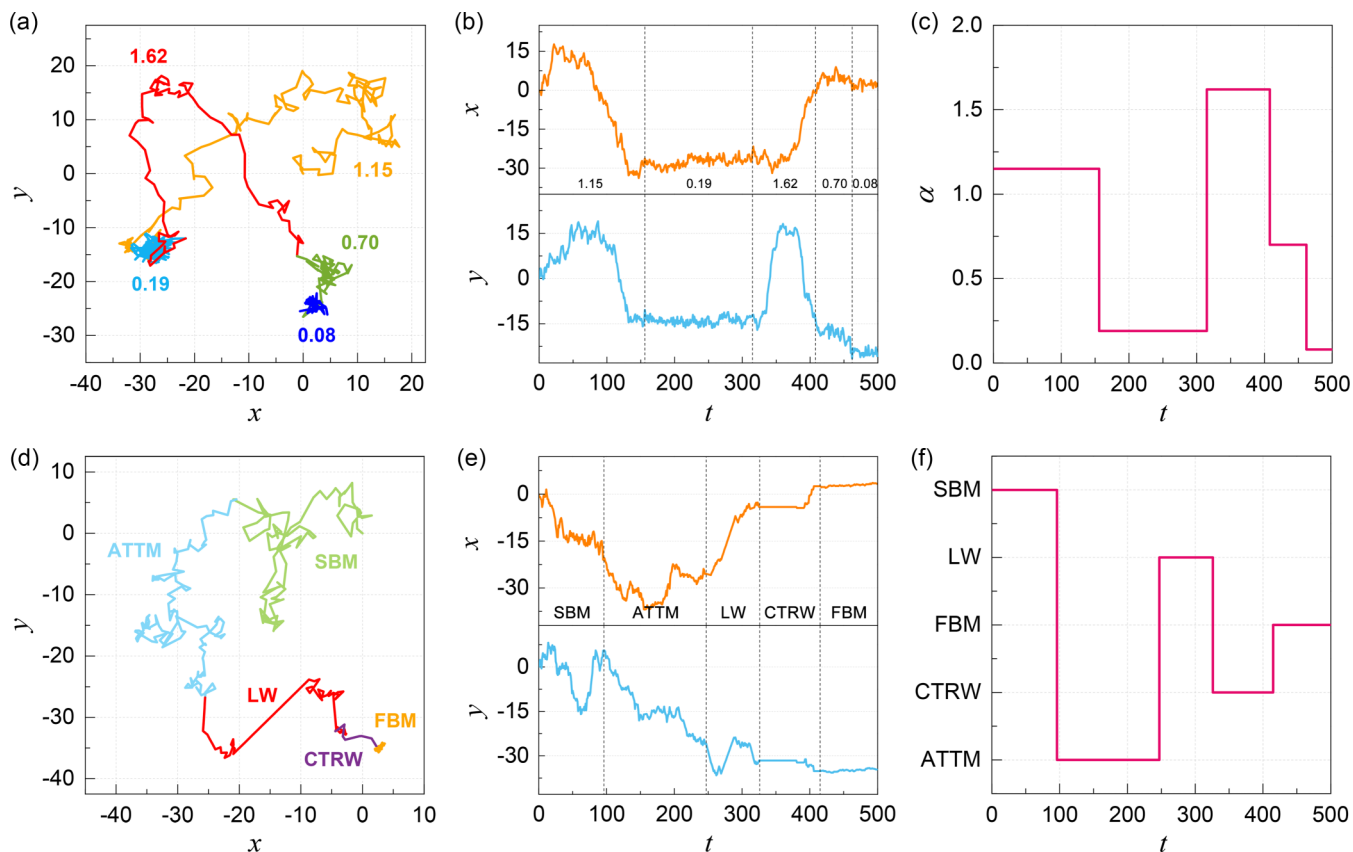 (a)
20
10
0
-10
-20
-30
y
1.62
1.15
0.19
0.70
0.08
-40 -30 -20 -10 0 10 20
x
(b)
15
0
-15
-30
x
1.15 0.19 1.62 0.70 0.08
15
0
-15
y
0 100 200 300 400 500
t
(c)
2.0
1.5
1.0
0.5
0.0
α
0 100 200 300 400 500
t
(d)
10
0
-10
-20
-30
-40
y
ATTM
SBM
LW
FBM
CTRW
-40 -30 -20 -10 0 10
x
(e)
0
-15
-30
x
SBM ATTM LW CTRW FBM
0
-15
-30
y
0 100 200 300 400 500
t
(f)
SBM
LW
FBM
CTRW
ATTM
0 100 200 300 400 500
t